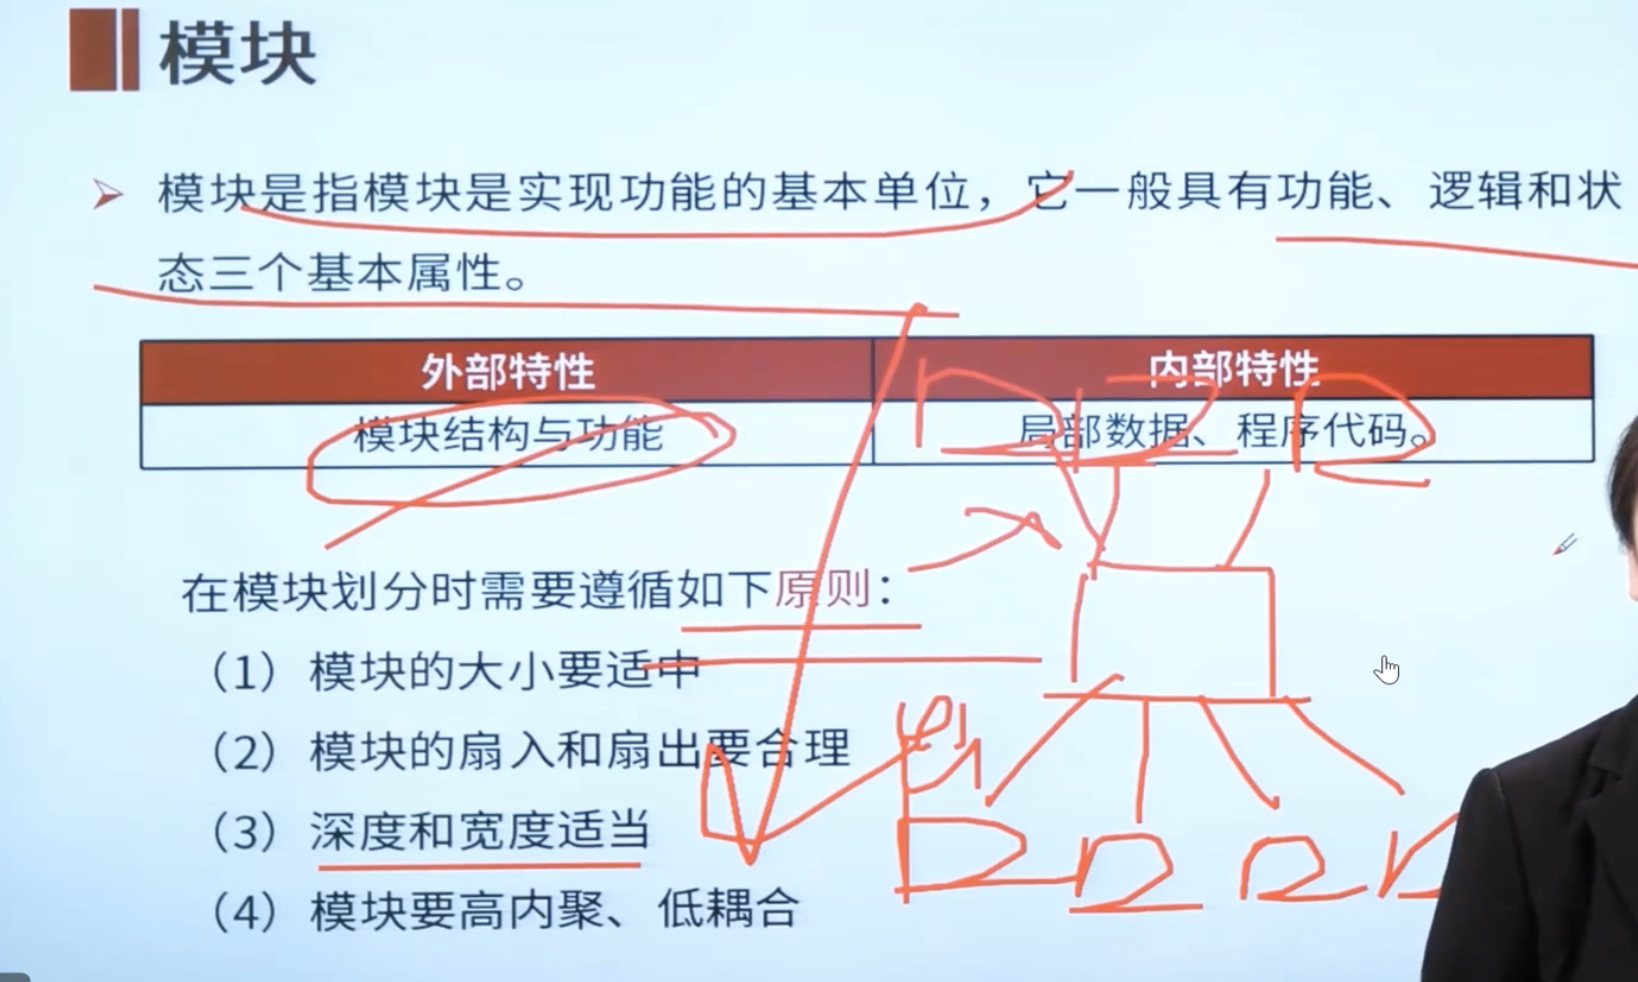 模块
模块是指模块是实现功能的基本单位，它一般具有功能、逻辑和状
态三个基本属性。
外部特性 内部特性
模块结构与功能 局部数据、程序代码。
在模块划分时需要遵循如下原则：
（1）模块的大小要适中
（2）模块的扇入和扇出要合理
（3）深度和宽度适当
（4）模块要高内聚、低耦合